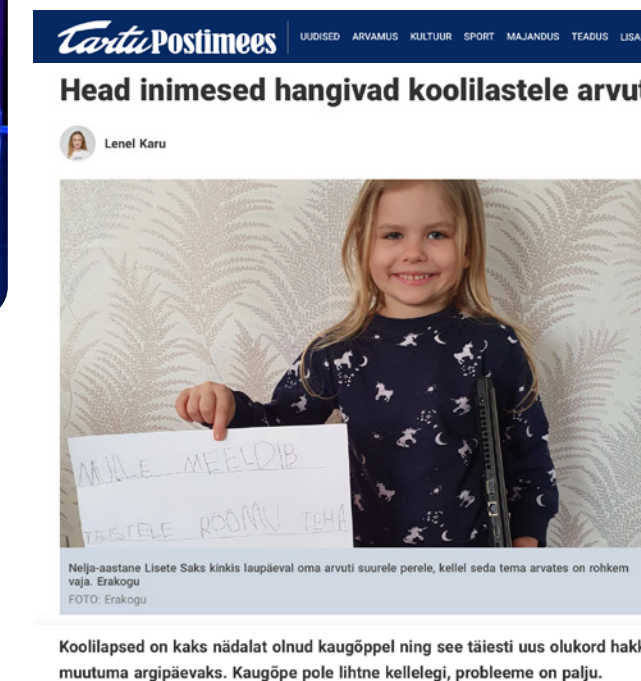 Tartu Postimees
UUDISED ARVAMUS KULTUUR SPORT MAJANDUS TEADUS LISA
Head inimesed hangivad koolilastele arvut
Lenel Karu
MULLE MEELDIB
TEISTELE RÕÕMU TEHA
Nelja-aastane Lisete Saks kinkis laupäeval oma arvuti suurele perele, kellel seda tema arvates on rohkem
vaja. Erakogu
FOTO: Erakogu
Koolilapsed on kaks nädalat olnud kaugõppel ning see täiesti uus olukord hakk
muutuma argipäevaks. Kaugõpe pole lihtne kellelegi, probleeme on palju.